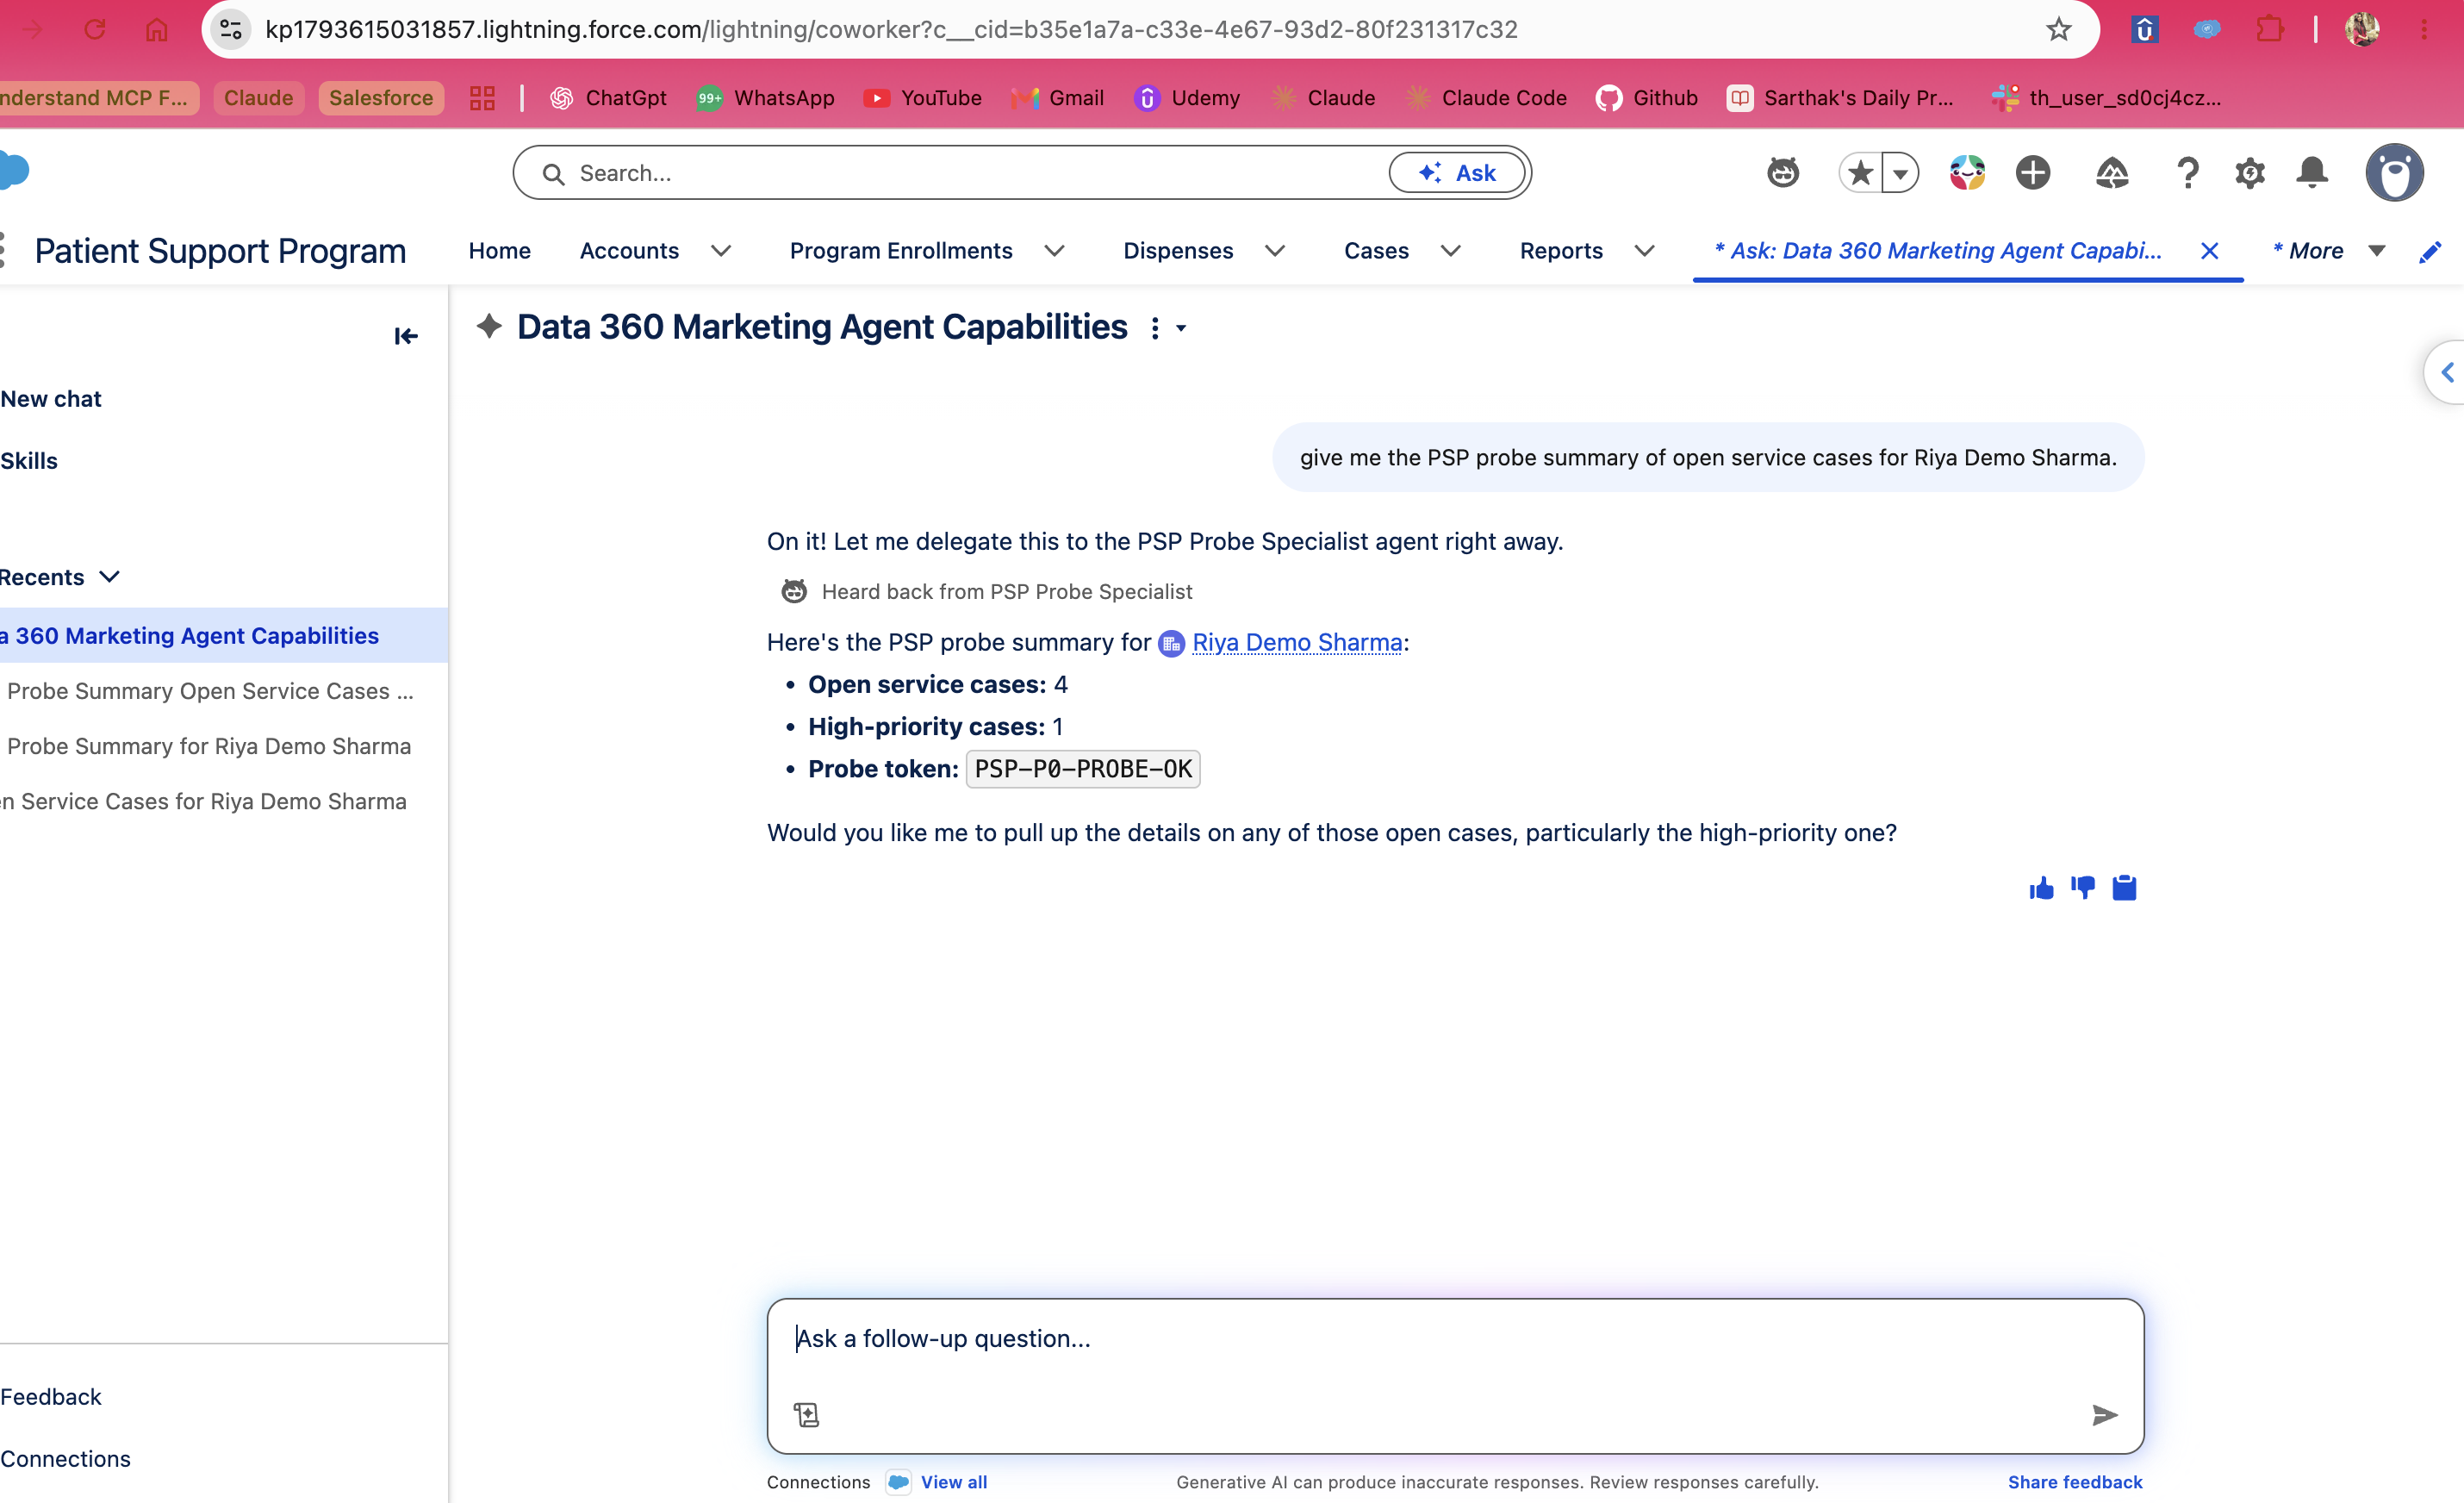 kp1793615031857.lightning.force.com/lightning/coworker?c__cid=b35e1a7a-c33e-4e67-93d2-80f231317c32
nderstand MCP F... Claude Salesforce ChatGpt 99+ WhatsApp YouTube Gmail Udemy Claude Claude Code Github Sarthak's Daily Pr... th_user_sd0cj4cz...
Search... Ask
Patient Support Program Home Accounts Program Enrollments Dispenses Cases Reports * Ask: Data 360 Marketing Agent Capabi... * More
Data 360 Marketing Agent Capabilities
New chat
Skills
Recents
a 360 Marketing Agent Capabilities
Probe Summary Open Service Cases ...
Probe Summary for Riya Demo Sharma
en Service Cases for Riya Demo Sharma
Feedback
Connections
give me the PSP probe summary of open service cases for Riya Demo Sharma.
On it! Let me delegate this to the PSP Probe Specialist agent right away.
Heard back from PSP Probe Specialist
Here's the PSP probe summary for Riya Demo Sharma:
• Open service cases: 4
• High-priority cases: 1
• Probe token: PSP-P0-PROBE-OK
Would you like me to pull up the details on any of those open cases, particularly the high-priority one?
Ask a follow-up question...
Connections View all Generative AI can produce inaccurate responses. Review responses carefully. Share feedback